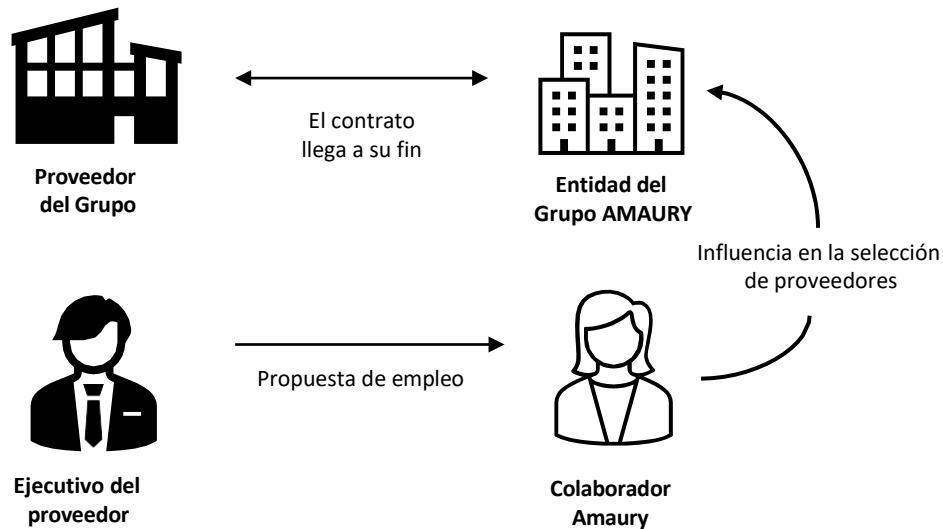 El contrato
llega a su fin
Proveedor
del Grupo
Entidad del
Grupo AMAURY
Influencia en la selección
de proveedores
Propuesta de empleo
Ejecutivo del
proveedor
Colaborador
Amaury